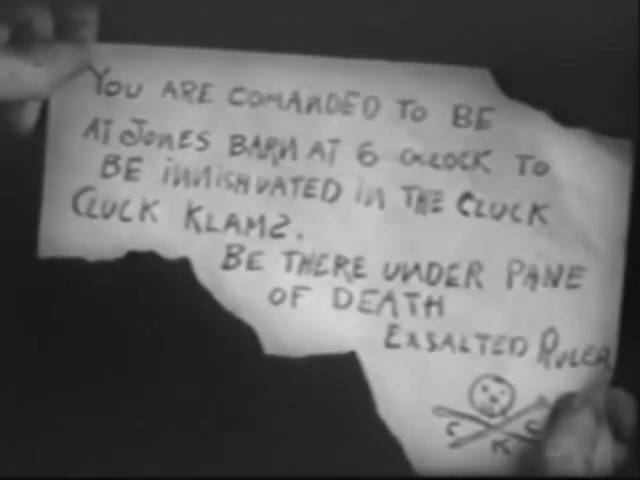 YOU ARE COMANDED TO BE
AT JONES BARN AT 6 OCLOCK TO
BE INNISHUATED IN THE CLUCK
CLUCK KLAMS.
BE THERE UNDER PANE
OF DEATH
EXSALTED RULER
C K C